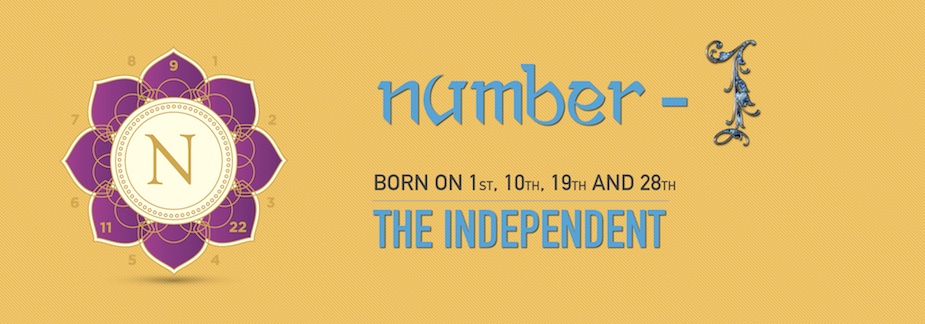 8 9 1
7 2
N
6 3
11 22
5 4
number - 1
BORN ON 1ST, 10TH, 19TH AND 28TH
THE INDEPENDENT